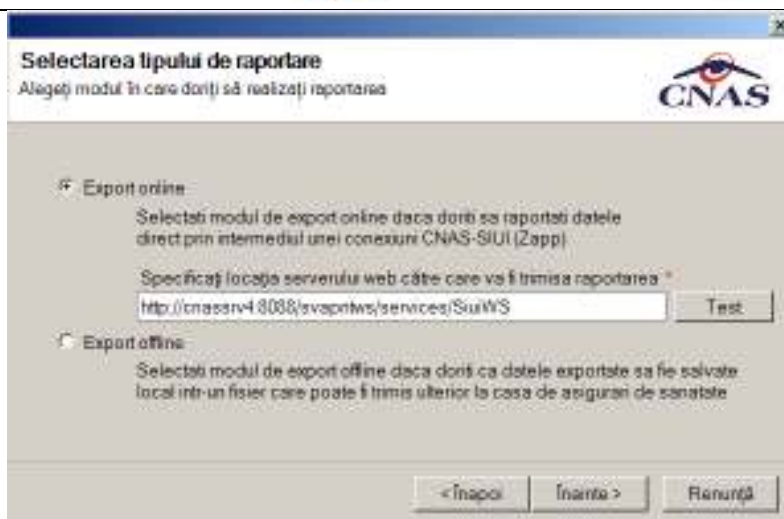 Selectarea tipului de raportare
Alegeți modul în care doriți să realizați raportarea
CNAS
Export online
Selectati modul de export online daca doriti sa raportati datele
direct prin intermediul unei conexiuni CNAS-SIUI (Zapp)
Specificați locația serverului web către care va fi trimisa raportarea *
http://cnassrv4:8088/svapntws/services/SiuiWS
Test
Export offline
Selectati modul de export offline daca doriti ca datele exportate sa fie salvate
local intr-un fisier care poate fi trimis ulterior la casa de asigurari de sanatate
< Înapoi
Înainte >
Renunță